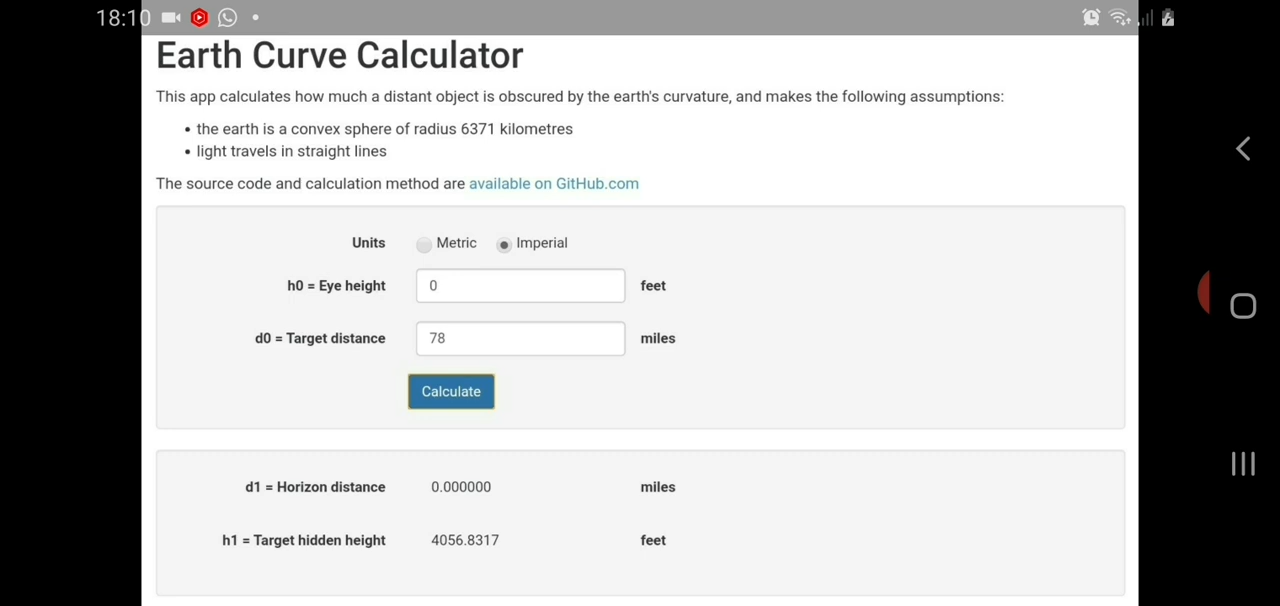 18:10
Earth Curve Calculator
This app calculates how much a distant object is obscured by the earth's curvature, and makes the following assumptions:
• the earth is a convex sphere of radius 6371 kilometres
• light travels in straight lines
The source code and calculation method are available on GitHub.com
Units Metric Imperial
h0 = Eye height 0 feet
d0 = Target distance 78 miles
Calculate
d1 = Horizon distance 0.000000 miles
h1 = Target hidden height 4056.8317 feet